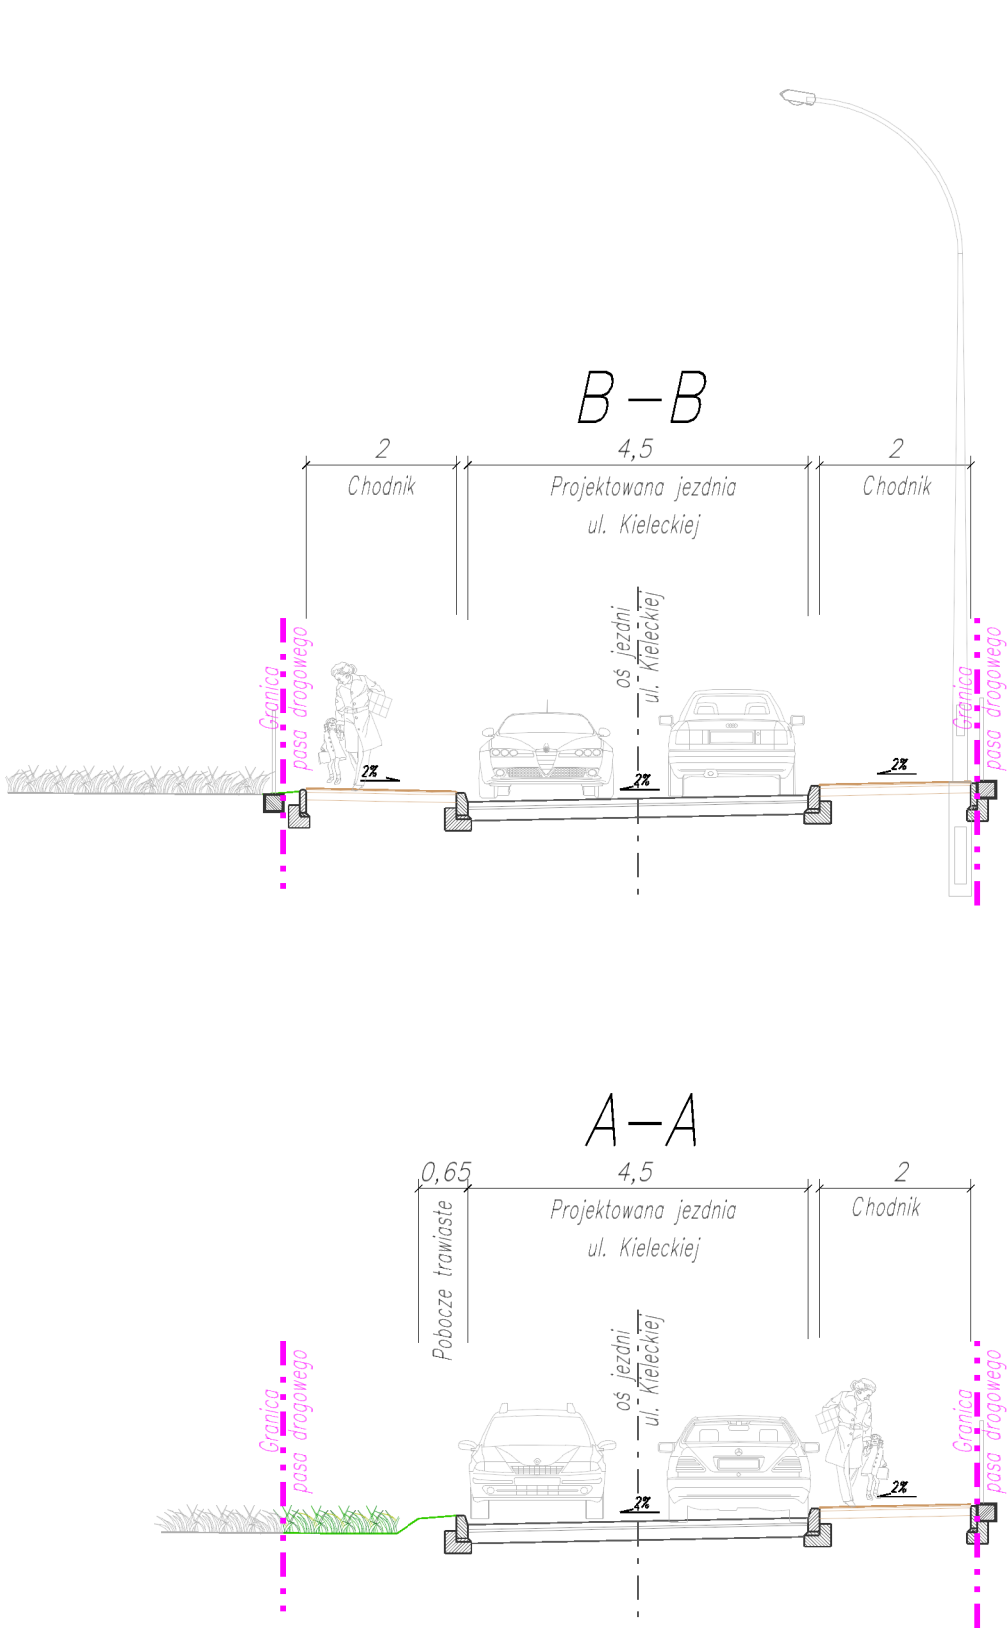 B-B
2
4,5
2
Chodnik
Projektowana jezdnia
ul. Kieleckiej
Chodnik
oś jezdni
ul. Kieleckiej
Granica
pasa drogowego
Granica
pasa drogowego
2%
2%
2%
A-A
0,65
4,5
2
Pobocze trawiaste
Projektowana jezdnia
ul. Kieleckiej
Chodnik
oś jezdni
ul. Kieleckiej
Granica
pasa drogowego
Granica
pasa drogowego
2%
2%